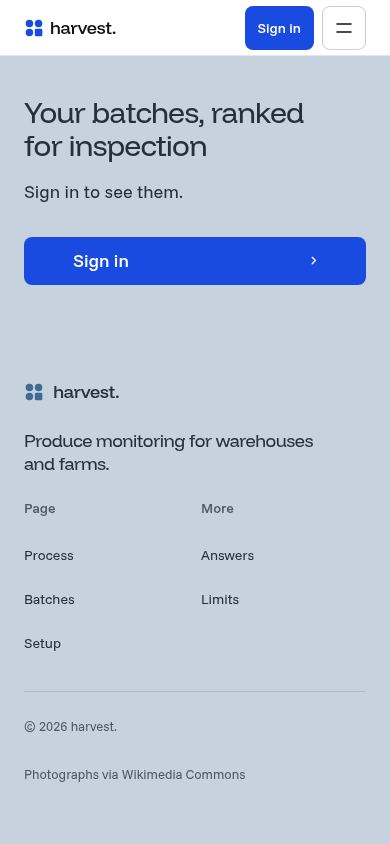 harvest.
Sign in
Your batches, ranked
for inspection
Sign in to see them.
Sign in
harvest.
Produce monitoring for warehouses
and farms.
Page
More
Process
Answers
Batches
Limits
Setup
© 2026 harvest.
Photographs via Wikimedia Commons